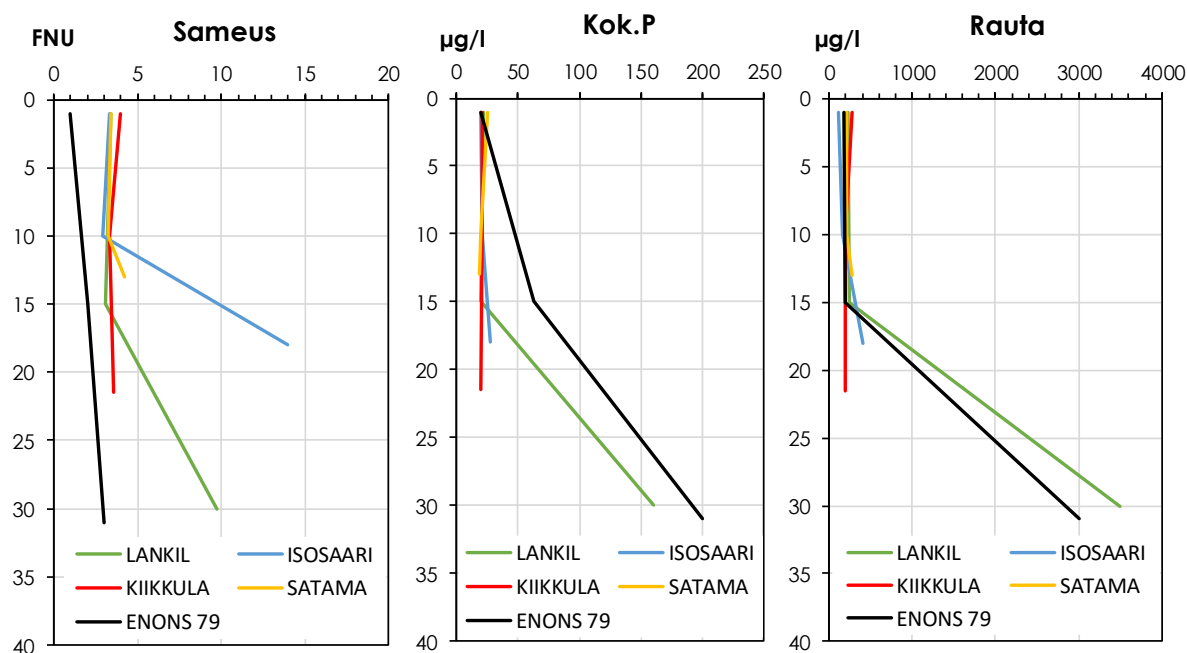 FNU Sameus
0 5 10 15 20
0
5
10
15
20
25
30
35
40
LANKIL ISOSAARI
KIIKKULA SATAMA
ENONS 79
µg/l Kok.P
0 50 100 150 200 250
0
5
10
15
20
25
30
35
40
LANKIL ISOSAARI
KIIKKULA SATAMA
ENONS 79
µg/l Rauta
0 1000 2000 3000 4000
0
5
10
15
20
25
30
35
40
LANKIL ISOSAARI
KIIKKULA SATAMA
ENONS 79